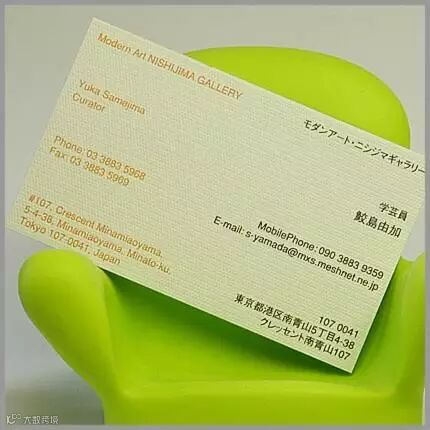 Modern Art NISHIJIMA GALLERY
Yuka Samejima
Curator
Phone: 03 3883 5968
Fax: 03 3883 5969
#107, Crescent Minamiaoyama,
5-4-38, Minamiaoyama, Minato-ku,
Tokyo 107-0041, Japan
モダンアート・ニシジマギャラリー
学芸員
鮫島由加
MobilePhone: 090 3883 9359
E-mail: s-yamada@mxs.meshnet.ne.jp
107 0041
東京都港区南青山5丁目4-38
クレッセント南青山107
大数跨境